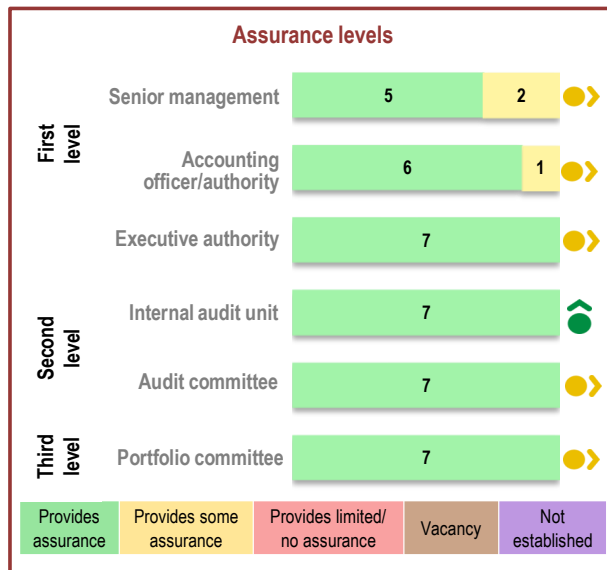 Assurance levels
First
level
Senior management
5
2
Accounting
officer/authority
6
1
Executive authority
7
Second
level
Internal audit unit
7
Audit committee
7
Third
level
Portfolio committee
7
Provides
assurance
Provides some
assurance
Provides limited/
no assurance
Vacancy
Not
established